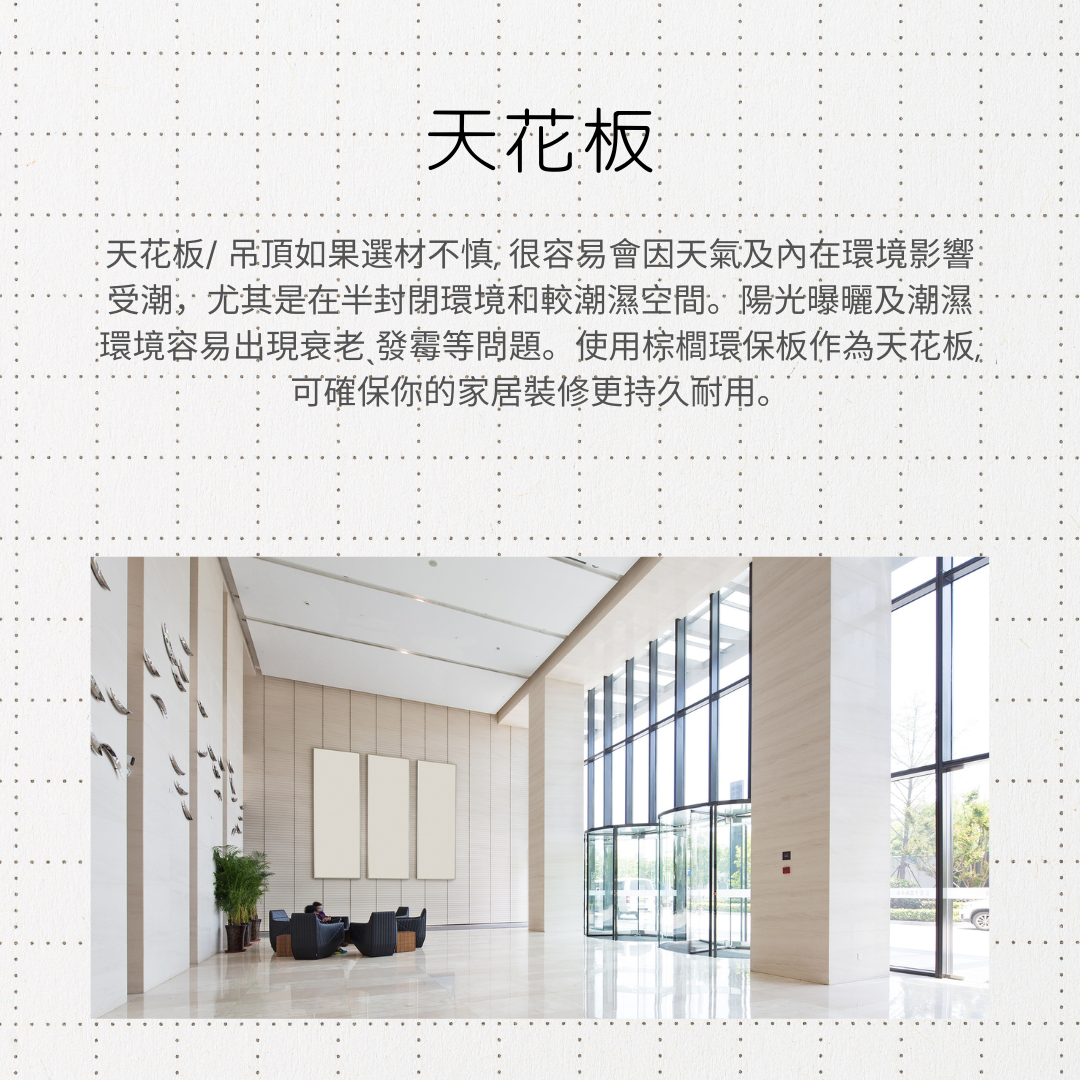 天花板
天花板/ 吊頂如果選材不慎, 很容易會因天氣及內在環境影響
受潮，尤其是在半封閉環境和較潮濕空間。陽光曝曬及潮濕
環境容易出現衰老、發霉等問題。使用棕櫚環保板作為天花板,
可確保你的家居裝修更持久耐用。